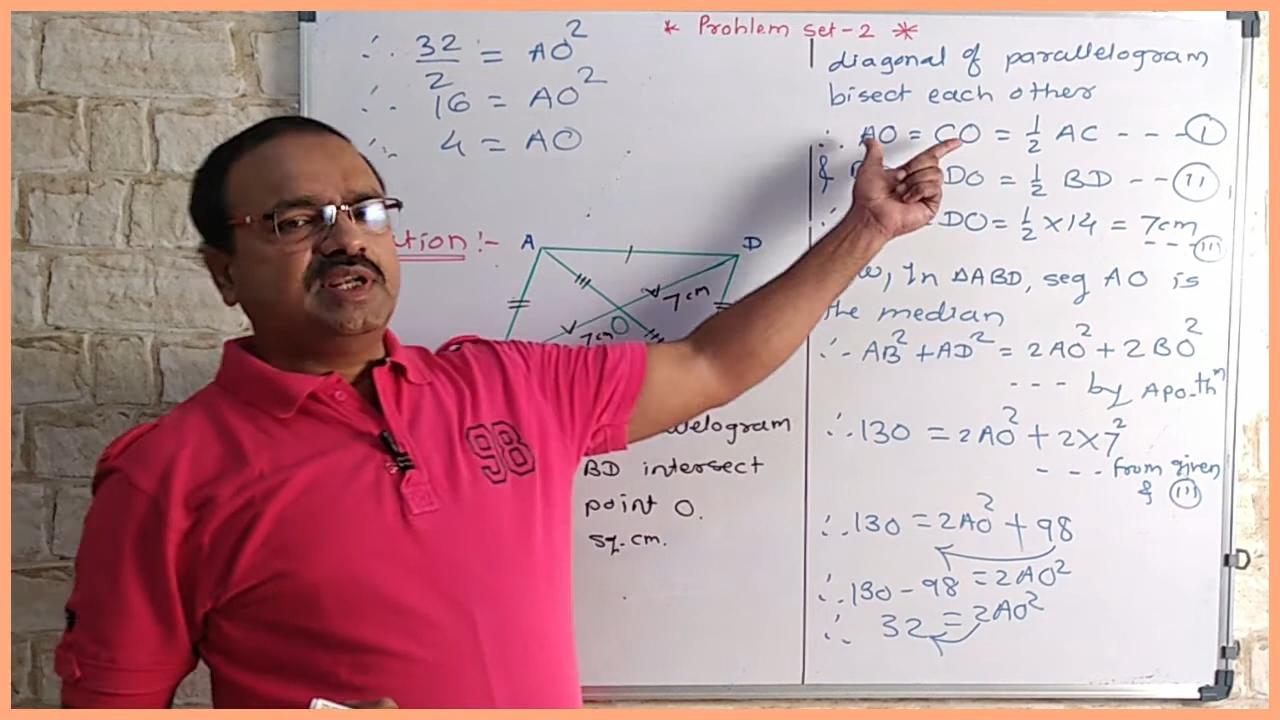 * Problem set-2 *
∴ 32/2 = AO²
∴ 16 = AO²
∴ 4 = AO
A D
7cm
O
7cm
98
BD intersect
point O.
sq.cm.
diagonal of parallelogram
bisect each other
∴ AO = CO = 1/2 AC --- (I)
& DO = 1/2 BD -- (II)
DO = 1/2 × 14 = 7cm
--- (III)
In △ABD, seg AO is
the median
∴ AB² + AD² = 2AO² + 2BO²
--- by Apo.thⁿ
∴ 130 = 2AO² + 2×7²
--- from given
& (III)
∴ 130 = 2AO² + 98
∴ 130 - 98 = 2AO²
∴ 32 = 2AO²